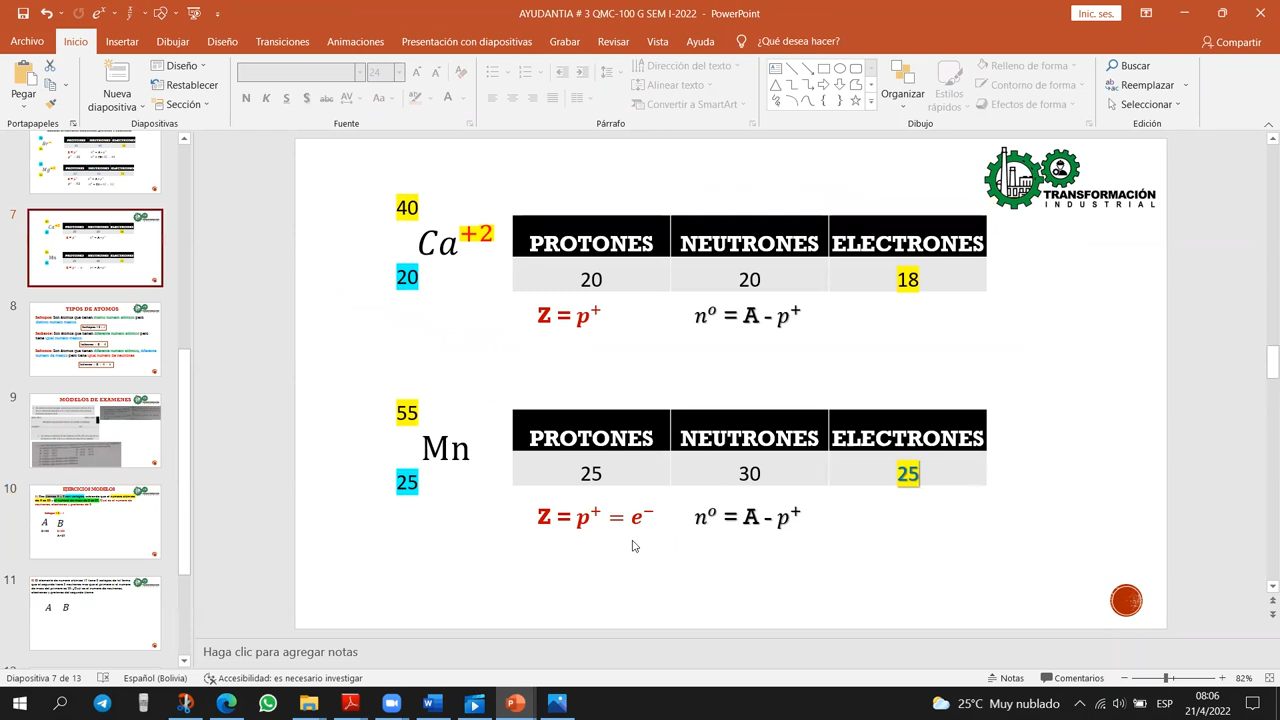 AYUDANTIA # 3 QMC-100 G SEM I-2022 - PowerPoint
Inic. ses.
Archivo Inicio Insertar Dibujar Diseño Transiciones Animaciones Presentación con diapositivas Grabar Revisar Vista Ayuda ¿Qué desea hacer? Compartir
Pegar
Nueva diapositiva
Diseño
Restablecer
Sección
24
N K S abc AV Aa A
Dirección del texto
Alinear texto
Convertir a SmartArt
Organizar
Estilos rápidos
Relleno de forma
Contorno de forma
Efectos de forma
Buscar
Reemplazar
Seleccionar
Portapapeles Diapositivas Fuente Párrafo Dibujo Edición
7
8
TIPOS DE ATOMOS
9
MODELOS DE EXAMENES
10
EJERCICIOS MODELOS
A B
11
A B
TRANSFORMACIÓN
INDUSTRIAL
40
Ca+2
20
PROTONES NEUTRONES ELECTRONES
20 20 18
Z = p⁺ nº = A - p⁺
55
Mn
25
PROTONES NEUTRONES ELECTRONES
25 30 25
Z = p⁺ = e⁻ nº = A - p⁺
Haga clic para agregar notas
Diapositiva 7 de 13 Español (Bolivia) Accesibilidad: es necesario investigar Notas Comentarios 82%
25°C Muy nublado ESP 08:06
21/4/2022